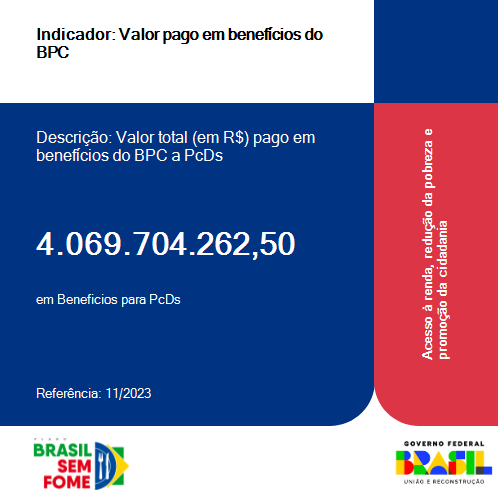 Indicador: Valor pago em benefícios do
BPC
Descrição: Valor total (em R$) pago em
benefícios do BPC a PcDs
4.069.704.262,50
em Beneficios para PcDs
Referência: 11/2023
Acesso à renda, redução da pobreza e
promoção da cidadania
PLANO
BRASIL
SEM
FOME
GOVERNO FEDERAL
BRASIL
UNIÃO E RECONSTRUÇÃO